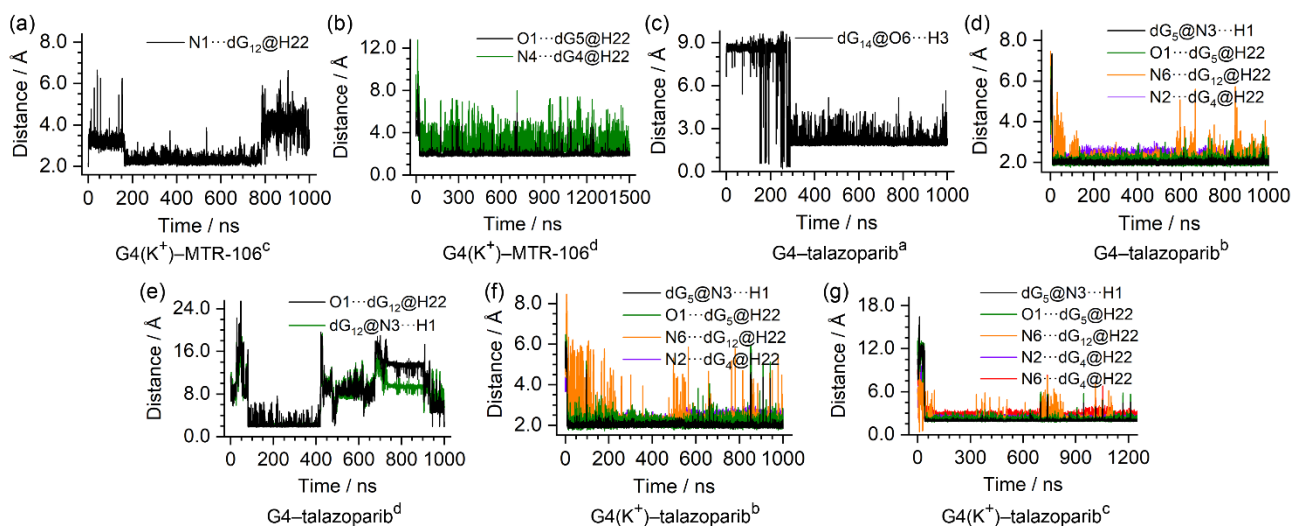 (a)
N1···dG₁₂@H22
Distance / Å
6.0
4.0
2.0
0 200 400 600 800 1000
Time / ns
G4(K⁺)–MTR-106ᶜ
(b)
O1···dG5@H22
N4···dG4@H22
Distance / Å
12.0
8.0
4.0
0 300 600 900 1200 1500
Time / ns
G4(K⁺)–MTR-106ᵈ
(c)
dG₁₄@O6···H3
Distance / Å
9.0
6.0
3.0
0.0
0 200 400 600 800 1000
Time / ns
G4–talazoparibᵃ
(d)
dG₅@N3···H1
O1···dG₅@H22
N6···dG₁₂@H22
N2···dG₄@H22
Distance / Å
8.0
6.0
4.0
2.0
0 200 400 600 800 1000
Time / ns
G4–talazoparibᵇ
(e)
O1···dG₁₂@H22
dG₁₂@N3···H1
Distance / Å
24.0
16.0
8.0
0.0
0 200 400 600 800 1000
Time / ns
G4–talazoparibᵈ
(f)
dG₅@N3···H1
O1···dG₅@H22
N6···dG₁₂@H22
N2···dG₄@H22
Distance / Å
8.0
6.0
4.0
2.0
0 200 400 600 800 1000
Time / ns
G4(K⁺)–talazoparibᵇ
(g)
dG₅@N3···H1
O1···dG₅@H22
N6···dG₁₂@H22
N2···dG₄@H22
N6···dG₄@H22
Distance / Å
18.0
12.0
6.0
0.0
0 300 600 900 1200
Time / ns
G4(K⁺)–talazoparibᶜ